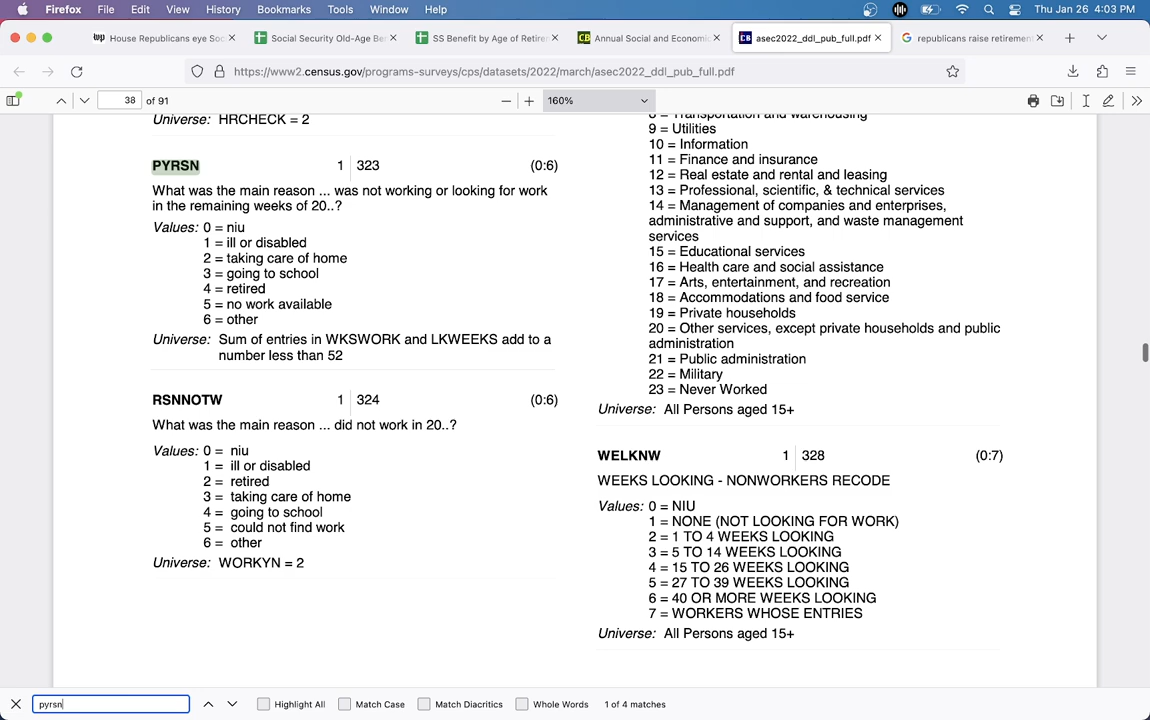 Firefox File Edit View History Bookmarks Tools Window Help Thu Jan 26 4:03 PM
wp House Republicans eye Soc Social Security Old-Age Be SS Benefit by Age of Retire CB Annual Social and Economic CB asec2022_ddl_pub_full.pdf G republicans raise retiremen
https://www2.census.gov/programs-surveys/cps/datasets/2022/march/asec2022_ddl_pub_full.pdf
38 of 91 160%
Universe: HRCHECK = 2
PYRSN 1 323 (0:6)
What was the main reason ... was not working or looking for work
in the remaining weeks of 20..?
Values: 0 = niu
1 = ill or disabled
2 = taking care of home
3 = going to school
4 = retired
5 = no work available
6 = other
Universe: Sum of entries in WKSWORK and LKWEEKS add to a
number less than 52
RSNNOTW 1 324 (0:6)
What was the main reason ... did not work in 20..?
Values: 0 = niu
1 = ill or disabled
2 = retired
3 = taking care of home
4 = going to school
5 = could not find work
6 = other
Universe: WORKYN = 2
8 = Transportation and warehousing
9 = Utilities
10 = Information
11 = Finance and insurance
12 = Real estate and rental and leasing
13 = Professional, scientific, & technical services
14 = Management of companies and enterprises,
administrative and support, and waste management
services
15 = Educational services
16 = Health care and social assistance
17 = Arts, entertainment, and recreation
18 = Accommodations and food service
19 = Private households
20 = Other services, except private households and public
administration
21 = Public administration
22 = Military
23 = Never Worked
Universe: All Persons aged 15+
WELKNW 1 328 (0:7)
WEEKS LOOKING - NONWORKERS RECODE
Values: 0 = NIU
1 = NONE (NOT LOOKING FOR WORK)
2 = 1 TO 4 WEEKS LOOKING
3 = 5 TO 14 WEEKS LOOKING
4 = 15 TO 26 WEEKS LOOKING
5 = 27 TO 39 WEEKS LOOKING
6 = 40 OR MORE WEEKS LOOKING
7 = WORKERS WHOSE ENTRIES
Universe: All Persons aged 15+
pyrsn Highlight All Match Case Match Diacritics Whole Words 1 of 4 matches